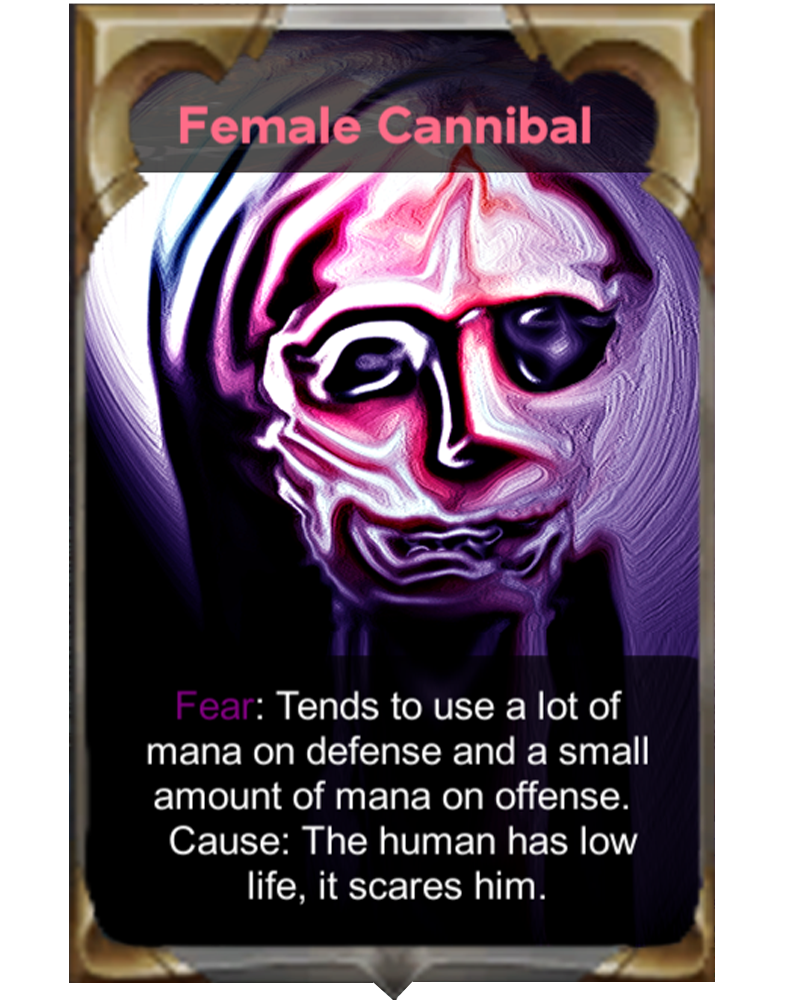 Female Cannibal
Fear: Tends to use a lot of
mana on defense and a small
amount of mana on offense.
Cause: The human has low
life, it scares him.